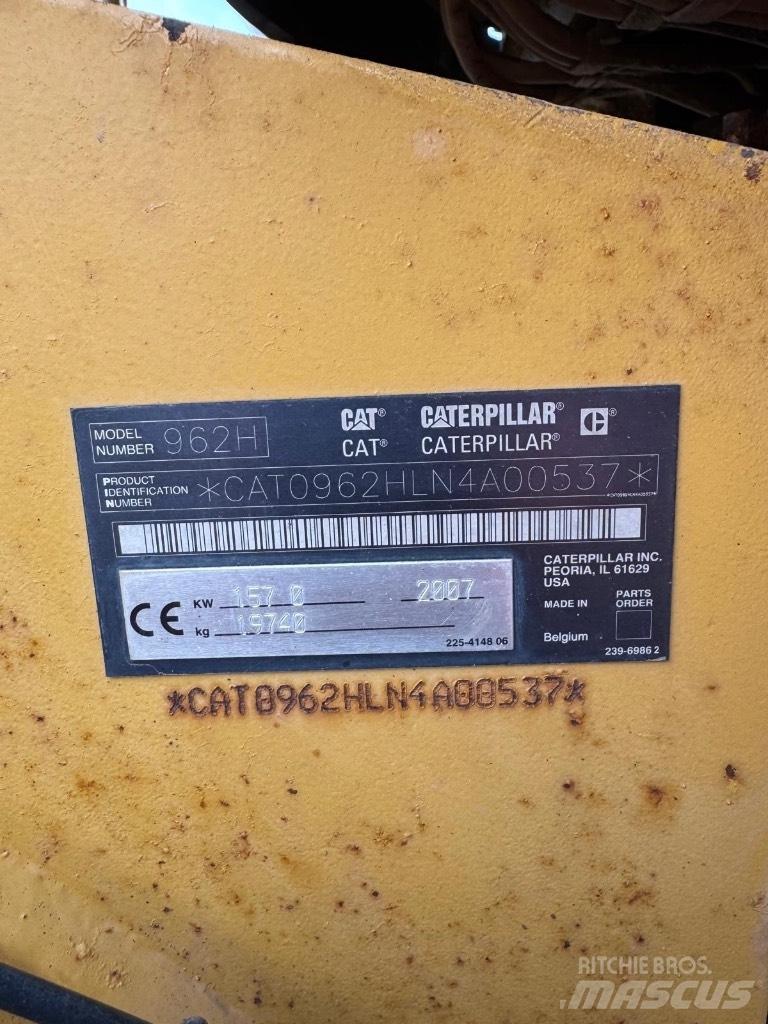 MODEL NUMBER 962H
CAT® CATERPILLAR® C®
CAT® CATERPILLAR®
PRODUCT IDENTIFICATION NUMBER *CAT0962HLN4A00537*
*CAT0962HLN4A00537*
CATERPILLAR INC.
PEORIA, IL 61629
USA
CE KW 157 0 2007
kg 19740
225-4148 06
MADE IN Belgium
PARTS ORDER
239-6986 2
*CAT0962HLN4A00537*
RITCHIE BROS.
MASCUS